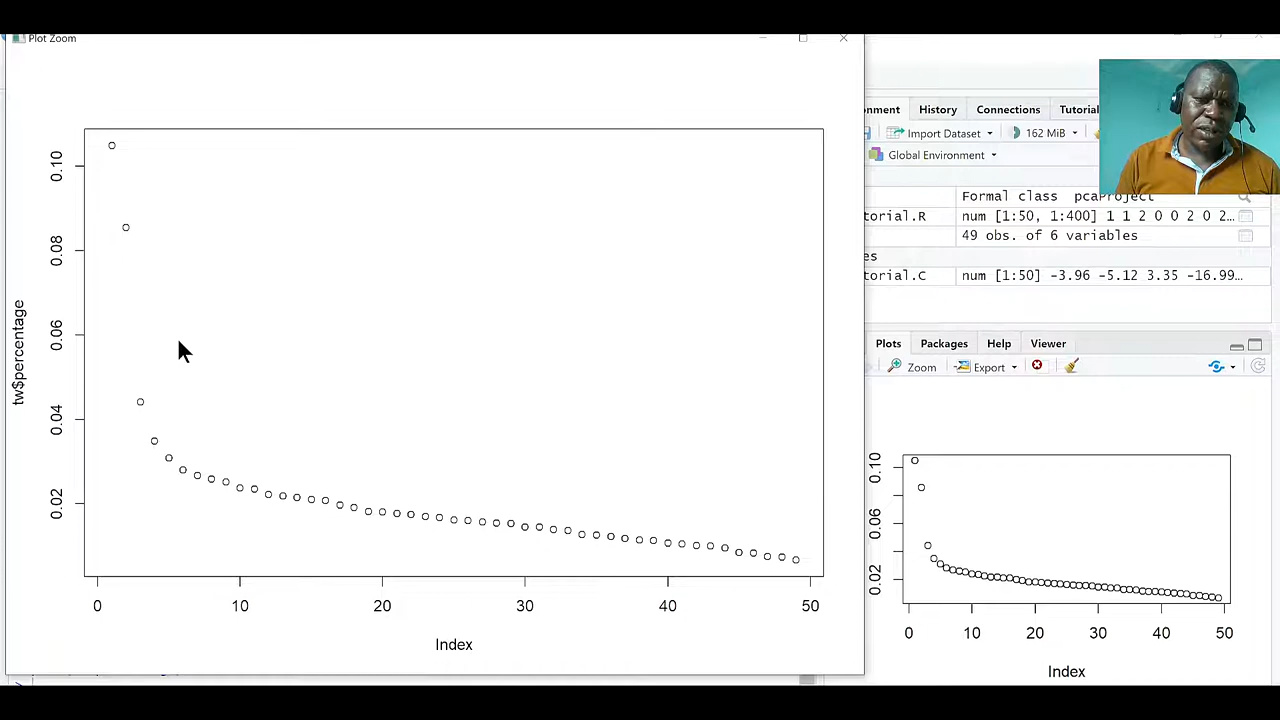 Plot Zoom
tw$percentage
0.10
0.08
0.06
0.04
0.02
0 10 20 30 40 50
Index
onment History Connections Tutorial
Import Dataset 162 MiB
Global Environment
Formal class pcaProject
torial.R num [1:50, 1:400] 1 1 2 0 0 2 0 2…
49 obs. of 6 variables
es
torial.C num [1:50] -3.96 -5.12 3.35 -16.99…
Plots Packages Help Viewer
Zoom Export
0.10
0.06
0.02
0 10 20 30 40 50
Index